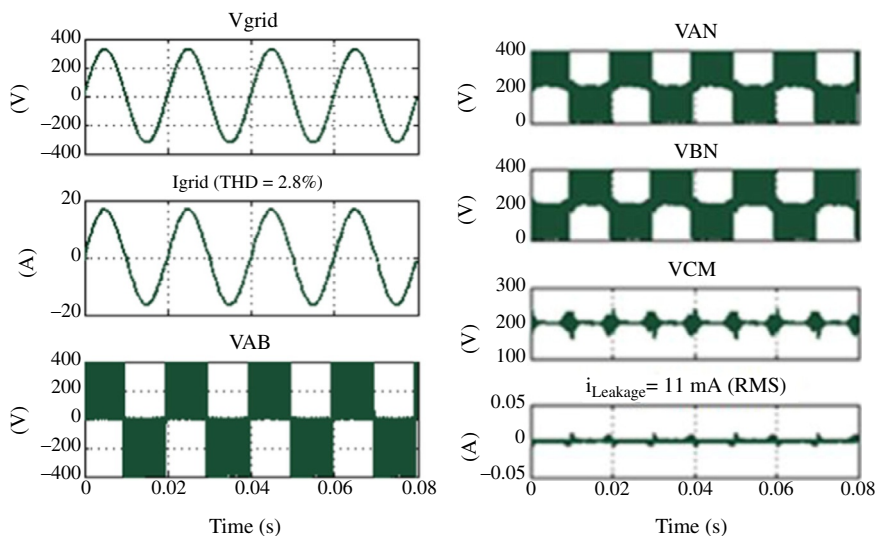 Vgrid
400
200
0
−200
−400
(V)
Igrid (THD = 2.8%)
20
0
−20
(A)
VAB
400
200
0
−200
−400
(V)
0 0.02 0.04 0.06 0.08
Time (s)
VAN
400
200
0
(V)
VBN
400
200
0
(V)
VCM
300
200
100
(V)
iLeakage= 11 mA (RMS)
0.05
0
−0.05
(A)
0 0.02 0.04 0.06 0.08
Time (s)